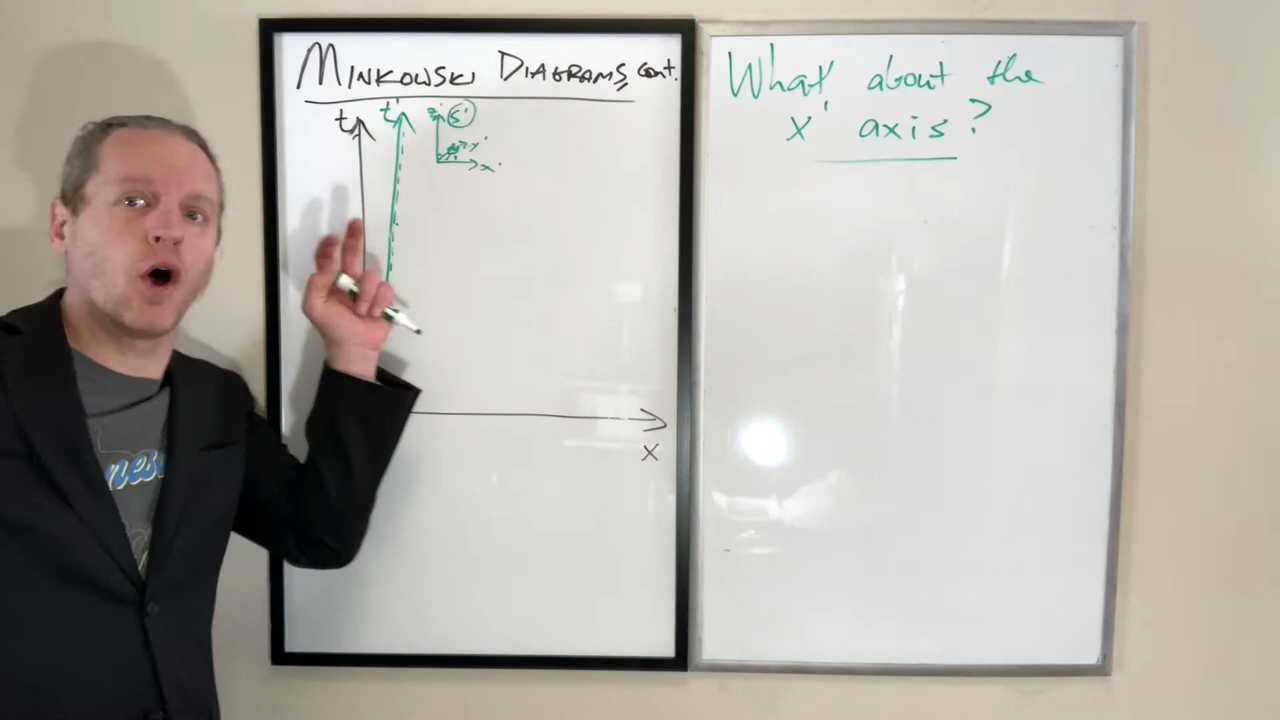 MINKOWSKI DIAGRAMS, cont.
t t' z' S'
y'
x'
x
What about the
x' axis?